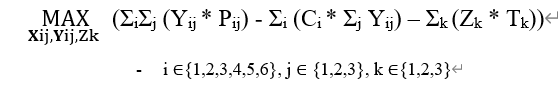 MAX (ΣᵢΣⱼ (Yᵢⱼ * Pᵢⱼ) - Σᵢ (Cᵢ * Σⱼ Yᵢⱼ) – Σₖ (Zₖ * Tₖ))↵
Xij,Yij,Zk
- i ∈{1,2,3,4,5,6}, j ∈ {1,2,3}, k ∈{1,2,3}↵